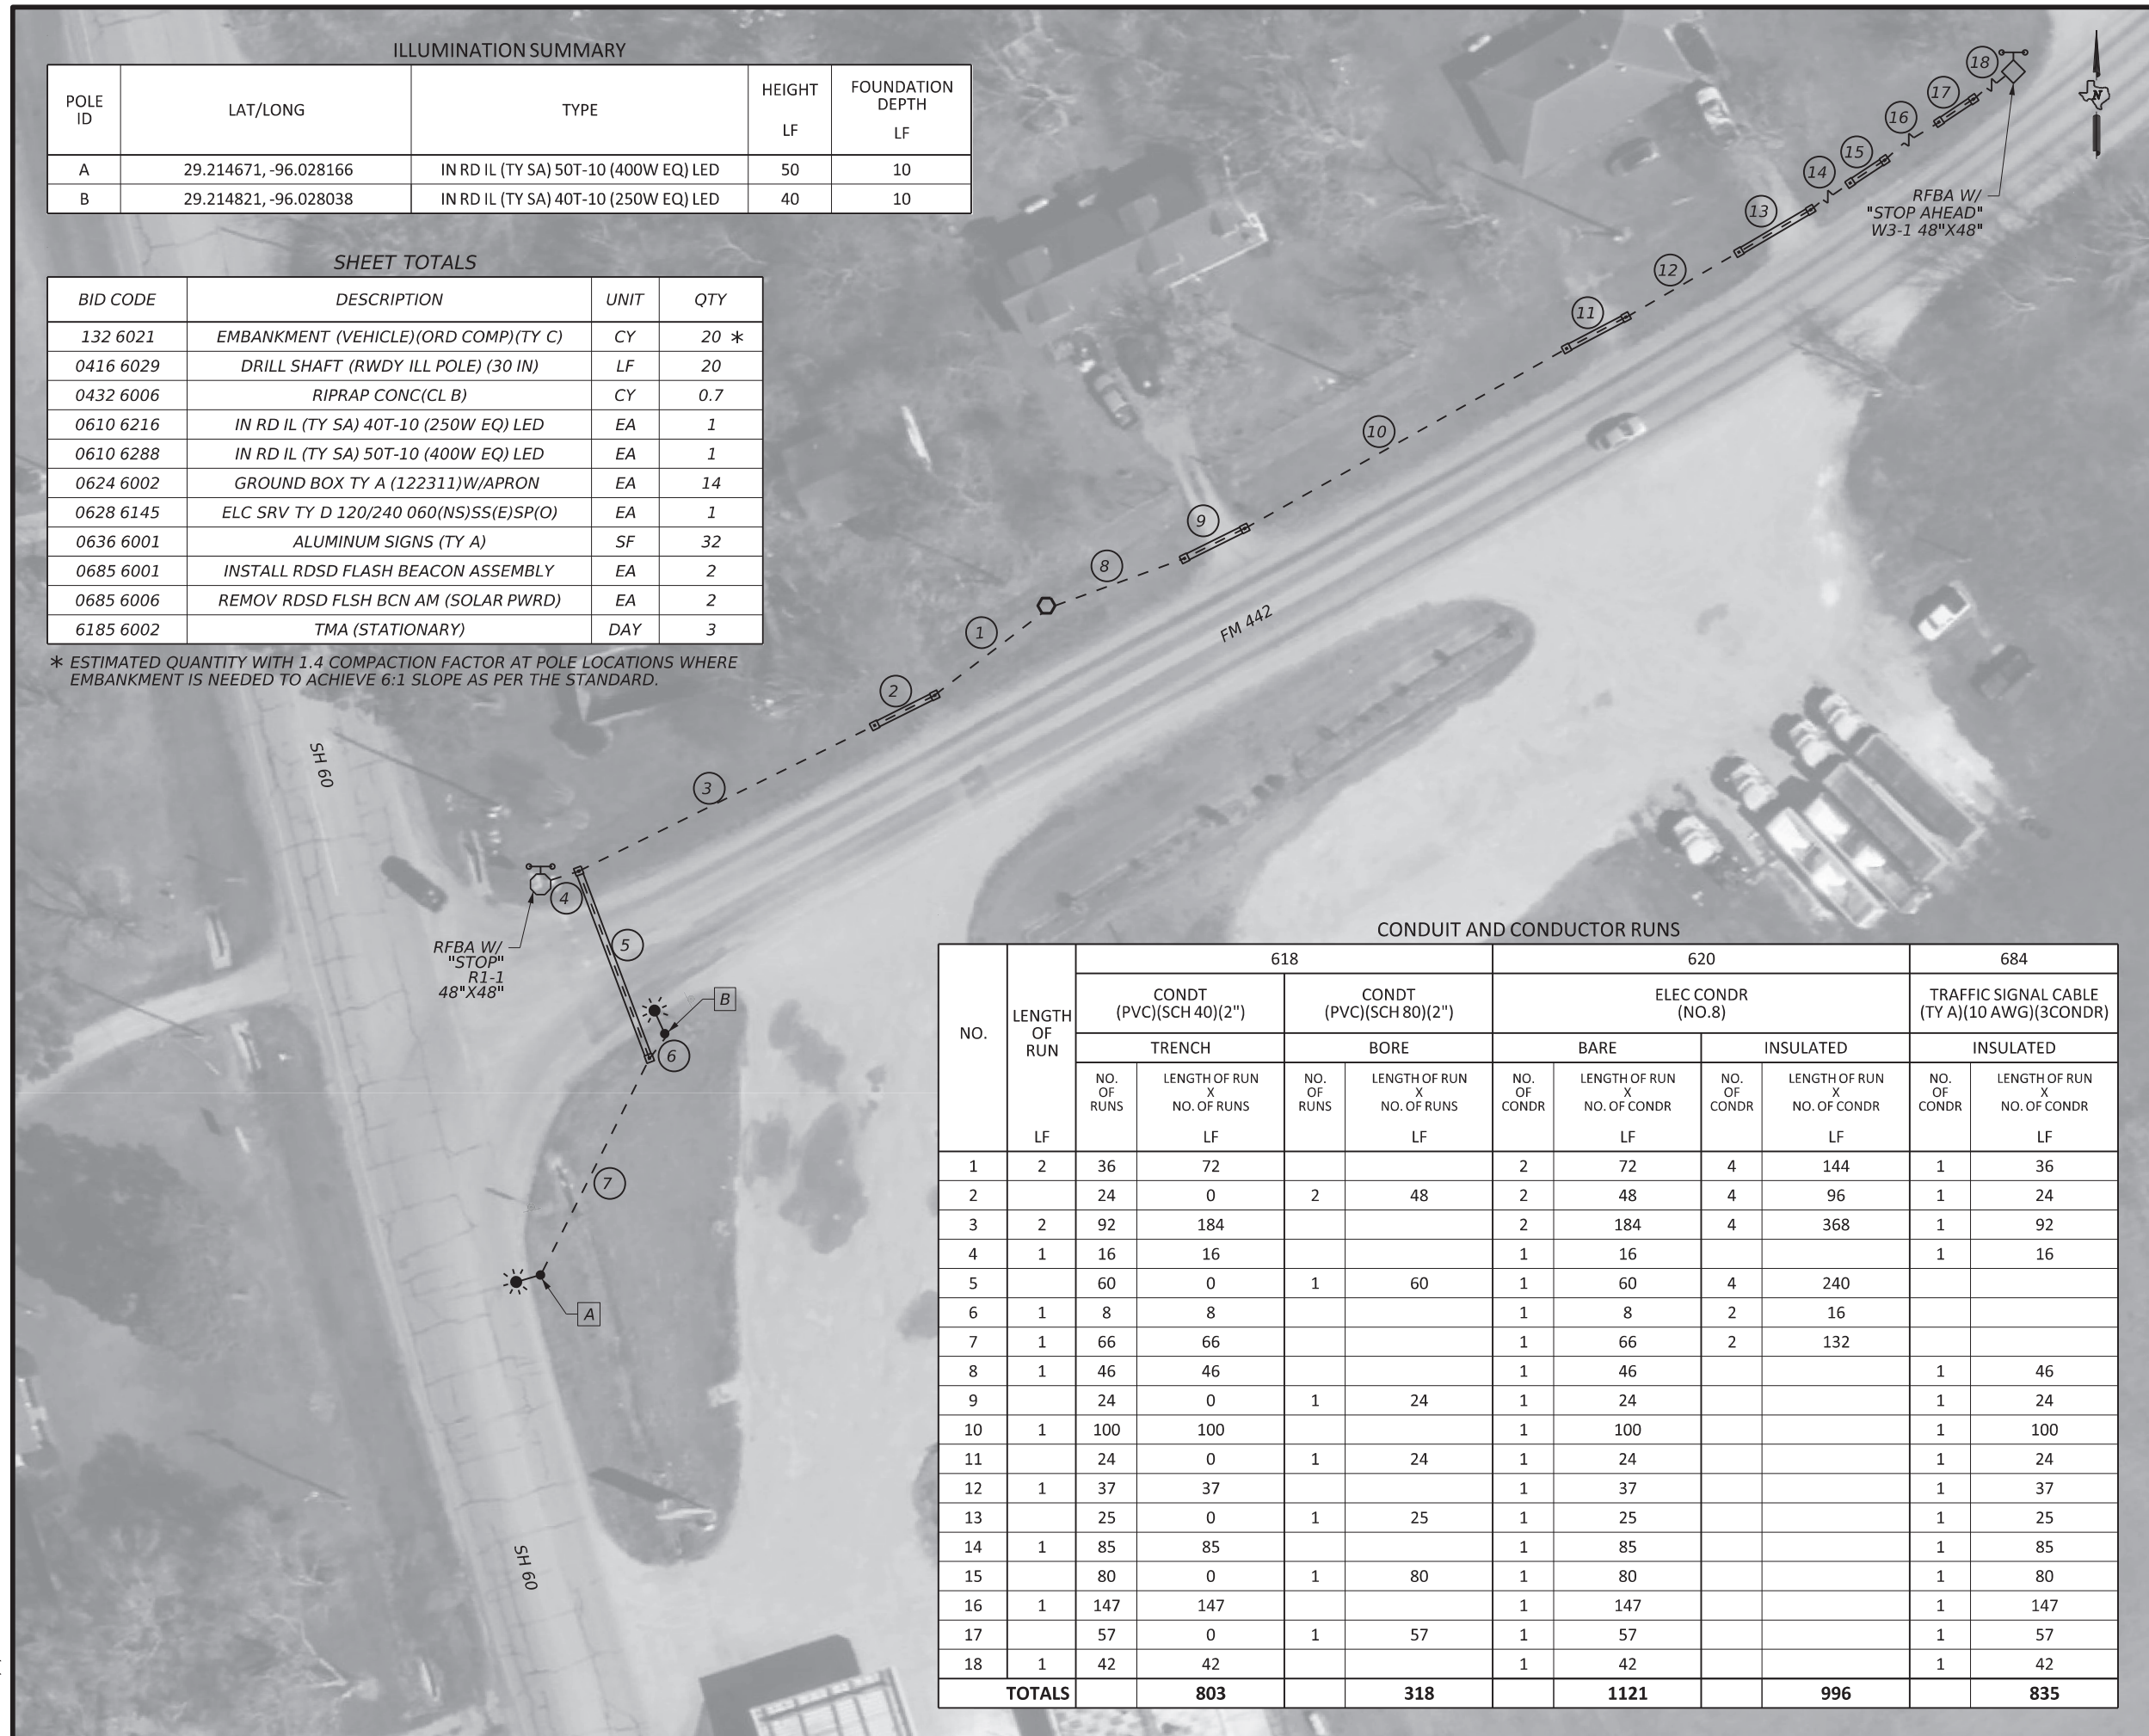 ILLUMINATION SUMMARY
POLE ID LAT/LONG TYPE HEIGHT LF FOUNDATION DEPTH LF
A 29.214671, -96.028166 IN RD IL (TY SA) 50T-10 (400W EQ) LED 50 10
B 29.214821, -96.028038 IN RD IL (TY SA) 40T-10 (250W EQ) LED 40 10
SHEET TOTALS
BID CODE DESCRIPTION UNIT QTY
132 6021 EMBANKMENT (VEHICLE)(ORD COMP)(TY C) CY 20 *
0416 6029 DRILL SHAFT (RWDY ILL POLE) (30 IN) LF 20
0432 6006 RIPRAP CONC(CL B) CY 0.7
0610 6216 IN RD IL (TY SA) 40T-10 (250W EQ) LED EA 1
0610 6288 IN RD IL (TY SA) 50T-10 (400W EQ) LED EA 1
0624 6002 GROUND BOX TY A (122311)W/APRON EA 14
0628 6145 ELC SRV TY D 120/240 060(NS)SS(E)SP(O) EA 1
0636 6001 ALUMINUM SIGNS (TY A) SF 32
0685 6001 INSTALL RDSD FLASH BEACON ASSEMBLY EA 2
0685 6006 REMOV RDSD FLSH BCN AM (SOLAR PWRD) EA 2
6185 6002 TMA (STATIONARY) DAY 3
* ESTIMATED QUANTITY WITH 1.4 COMPACTION FACTOR AT POLE LOCATIONS WHERE
EMBANKMENT IS NEEDED TO ACHIEVE 6:1 SLOPE AS PER THE STANDARD.
18
N
17
16
15
14
13
RFBA W/
"STOP AHEAD"
W3-1 48"X48"
12
11
10
9
8
1
FM 442
2
3
SH 60
4
5
RFBA W/
"STOP"
R1-1
48"X48"
B
6
7
A
SH 60
CONDUIT AND CONDUCTOR RUNS
618 620 684
NO. LENGTH OF RUN LF
CONDT (PVC)(SCH 40)(2") CONDT (PVC)(SCH 80)(2") ELEC CONDR (NO.8) TRAFFIC SIGNAL CABLE (TY A)(10 AWG)(3CONDR)
TRENCH BORE BARE INSULATED INSULATED
NO. OF RUNS LENGTH OF RUN X NO. OF RUNS LF NO. OF RUNS LENGTH OF RUN X NO. OF RUNS LF NO. OF CONDR LENGTH OF RUN X NO. OF CONDR LF NO. OF CONDR LENGTH OF RUN X NO. OF CONDR LF NO. OF CONDR LENGTH OF RUN X NO. OF CONDR LF
1 2 36 72 2 72 4 144 1 36
2 24 0 2 48 2 48 4 96 1 24
3 2 92 184 2 184 4 368 1 92
4 1 16 16 1 16 1 16
5 60 0 1 60 1 60 4 240
6 1 8 8 1 8 2 16
7 1 66 66 1 66 2 132
8 1 46 46 1 46 1 46
9 24 0 1 24 1 24 1 24
10 1 100 100 1 100 1 100
11 24 0 1 24 1 24 1 24
12 1 37 37 1 37 1 37
13 25 0 1 25 1 25 1 25
14 1 85 85 1 85 1 85
15 80 0 1 80 1 80 1 80
16 1 147 147 1 147 1 147
17 57 0 1 57 1 57 1 57
18 1 42 42 1 42 1 42
TOTALS 803 318 1121 996 835